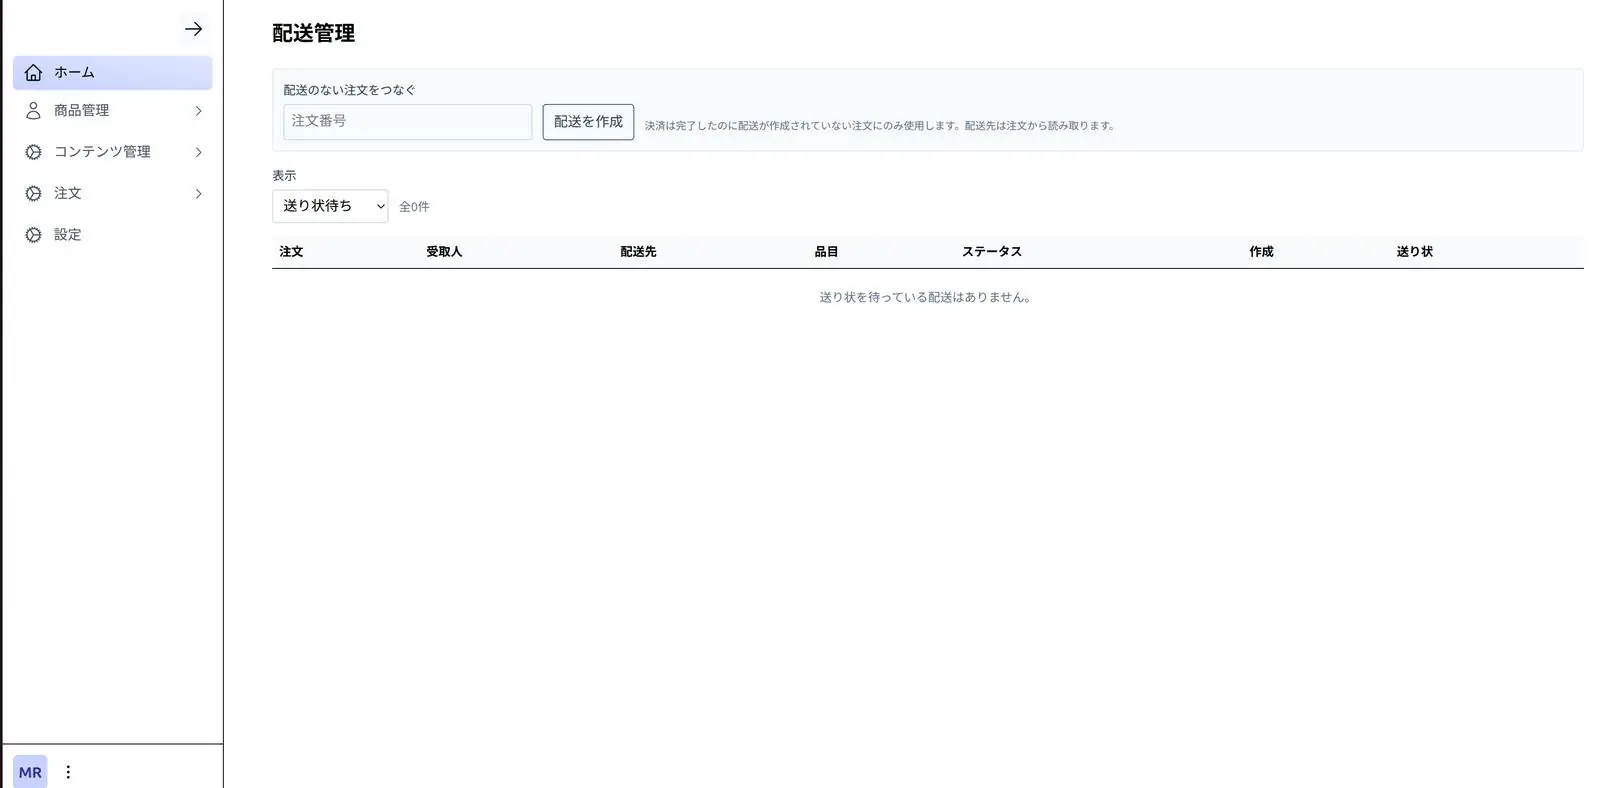 ホーム
商品管理
コンテンツ管理
注文
設定
MR
配送管理
配送のない注文をつなぐ
注文番号
配送を作成
決済は完了したのに配送が作成されていない注文にのみ使用します。配送先は注文から読み取ります。
表示
送り状待ち
全0件
注文 受取人 配送先 品目 ステータス 作成 送り状
送り状を待っている配送はありません。